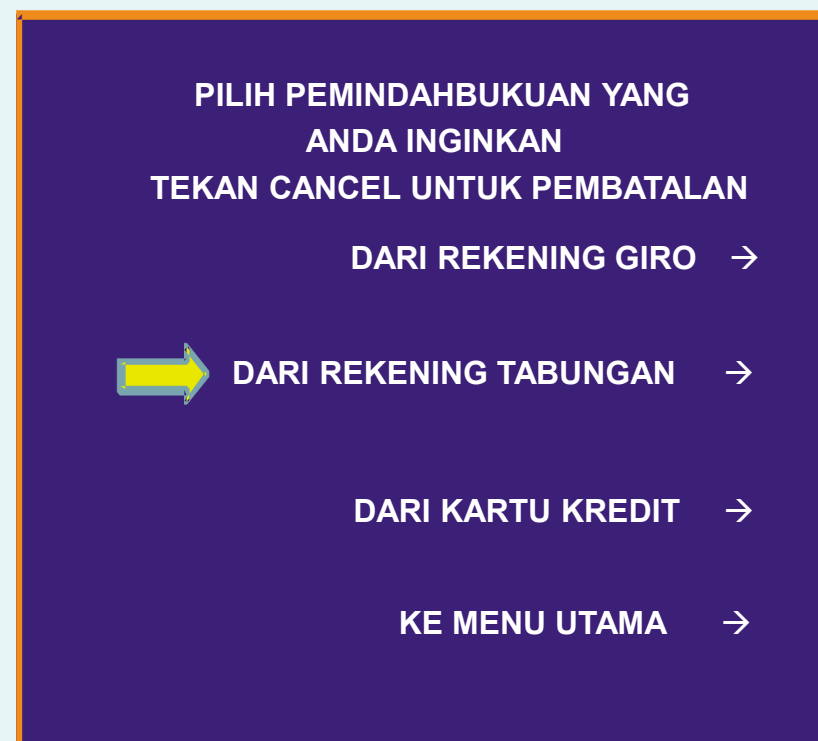 PILIH PEMINDAHBUKUAN YANG
ANDA INGINKAN
TEKAN CANCEL UNTUK PEMBATALAN
DARI REKENING GIRO →
DARI REKENING TABUNGAN →
DARI KARTU KREDIT →
KE MENU UTAMA →